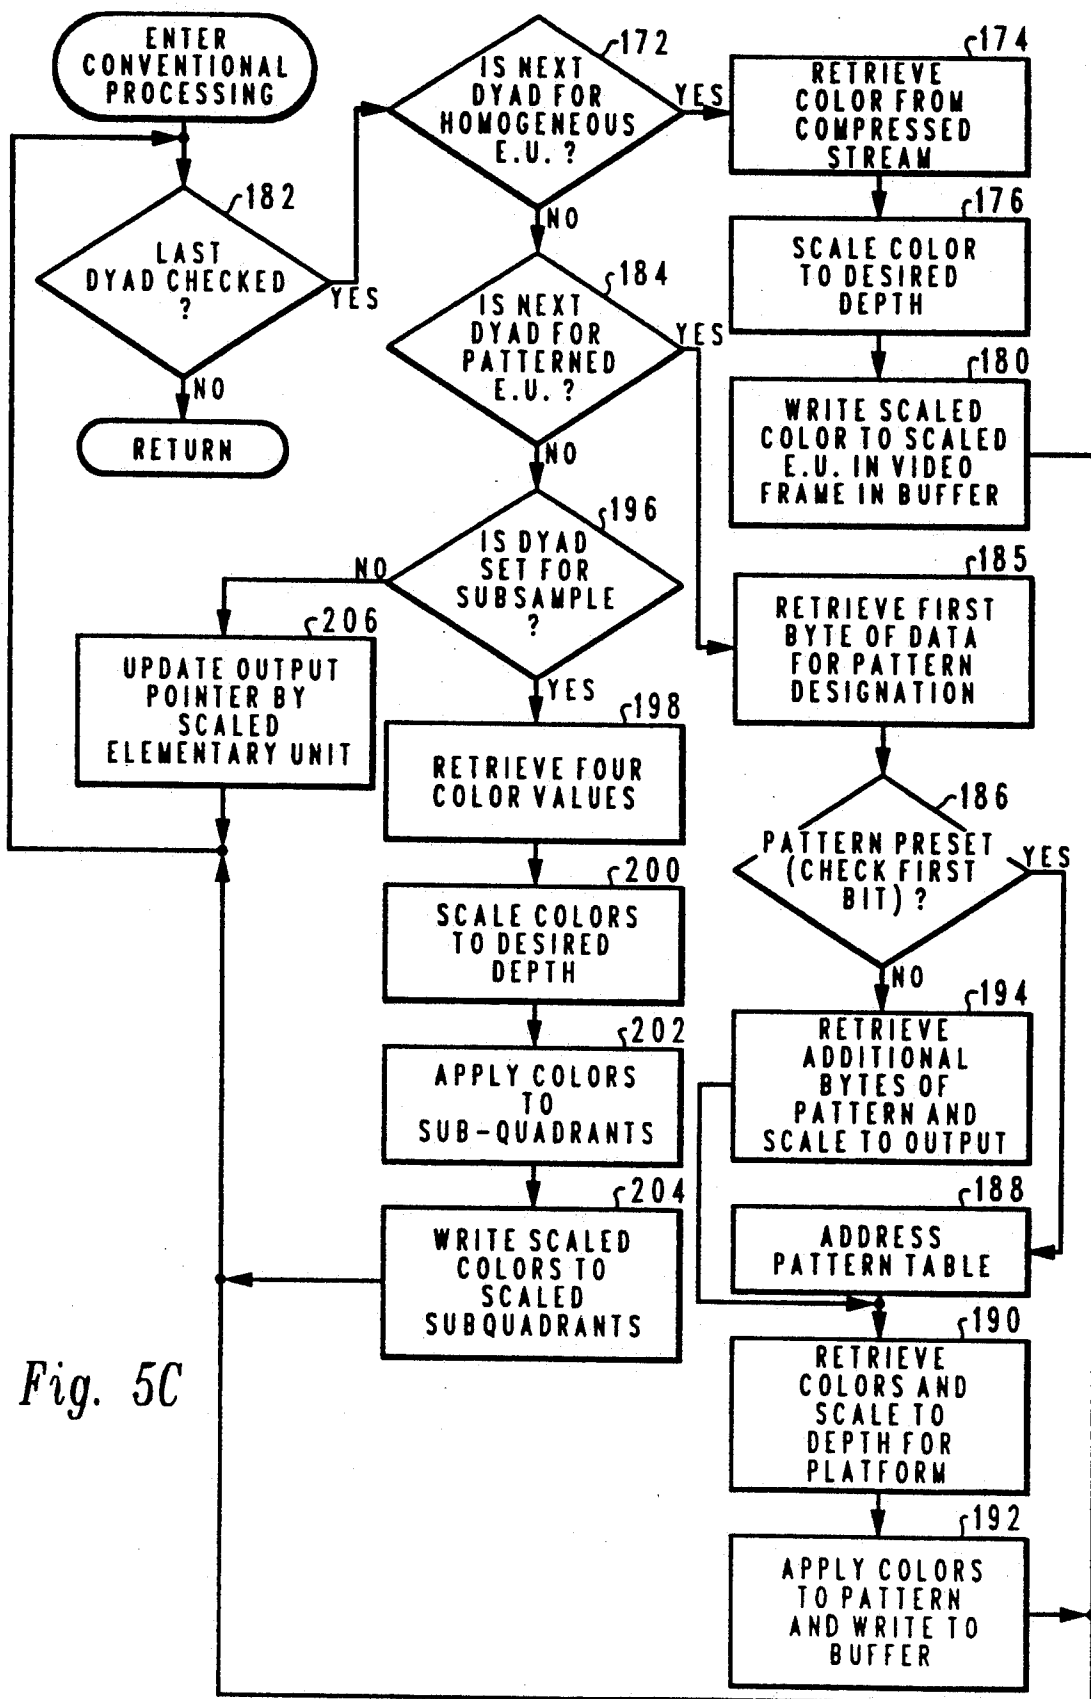 ENTER
CONVENTIONAL
PROCESSING
182
LAST
DYAD CHECKED
?
YES
NO
RETURN
172
IS NEXT
DYAD FOR
HOMOGENEOUS
E.U. ?
YES
NO
174
RETRIEVE
COLOR FROM
COMPRESSED
STREAM
176
SCALE COLOR
TO DESIRED
DEPTH
180
WRITE SCALED
COLOR TO SCALED
E.U. IN VIDEO
FRAME IN BUFFER
184
IS NEXT
DYAD FOR
PATTERNED
E.U. ?
YES
NO
196
IS DYAD
SET FOR
SUBSAMPLE
?
NO
YES
206
UPDATE OUTPUT
POINTER BY
SCALED
ELEMENTARY UNIT
198
RETRIEVE FOUR
COLOR VALUES
200
SCALE COLORS
TO DESIRED
DEPTH
202
APPLY COLORS
TO
SUB-QUADRANTS
204
WRITE SCALED
COLORS TO
SCALED
SUBQUADRANTS
185
RETRIEVE FIRST
BYTE OF DATA
FOR PATTERN
DESIGNATION
186
PATTERN PRESET
(CHECK FIRST
BIT) ?
YES
NO
194
RETRIEVE
ADDITIONAL
BYTES OF
PATTERN AND
SCALE TO OUTPUT
188
ADDRESS
PATTERN TABLE
190
RETRIEVE
COLORS AND
SCALE TO
DEPTH FOR
PLATFORM
192
APPLY COLORS
TO PATTERN
AND WRITE TO
BUFFER
Fig. 5C